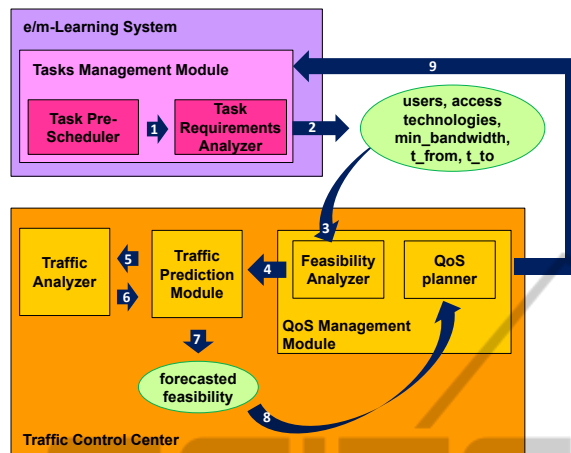 e/m-Learning System
Tasks Management Module
Task Pre-
Scheduler
1
Task
Requirements
Analyzer
2
9
users, access
technologies,
min_bandwidth,
t_from, t_to
3
Traffic
Analyzer
5
6
Traffic
Prediction
Module
4
Feasibility
Analyzer
QoS
planner
QoS Management
Module
7
forecasted
feasibility
8
Traffic Control Center